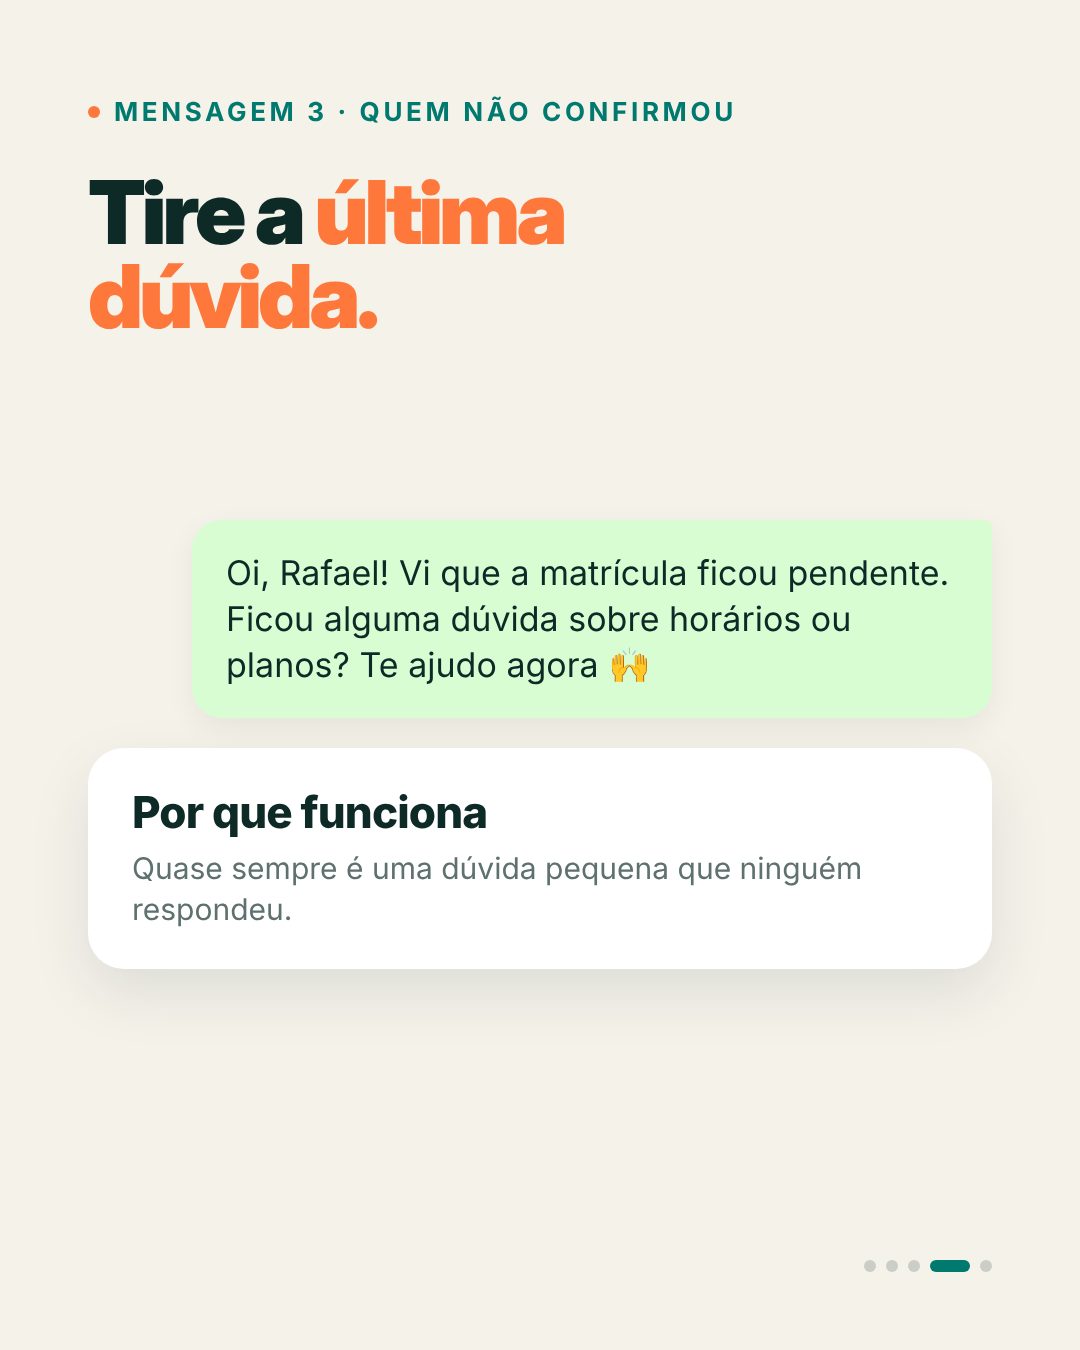 MENSAGEM 3 · QUEM NÃO CONFIRMOU
Tire a última
dúvida.
Oi, Rafael! Vi que a matrícula ficou pendente.
Ficou alguma dúvida sobre horários ou
planos? Te ajudo agora 🙌
Por que funciona
Quase sempre é uma dúvida pequena que ninguém
respondeu.